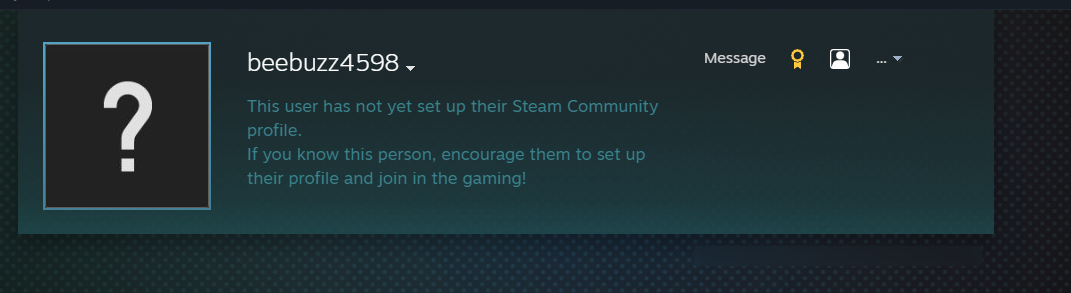 beebuzz4598
Message
...
This user has not yet set up their Steam Community
profile.
If you know this person, encourage them to set up
their profile and join in the gaming!
?